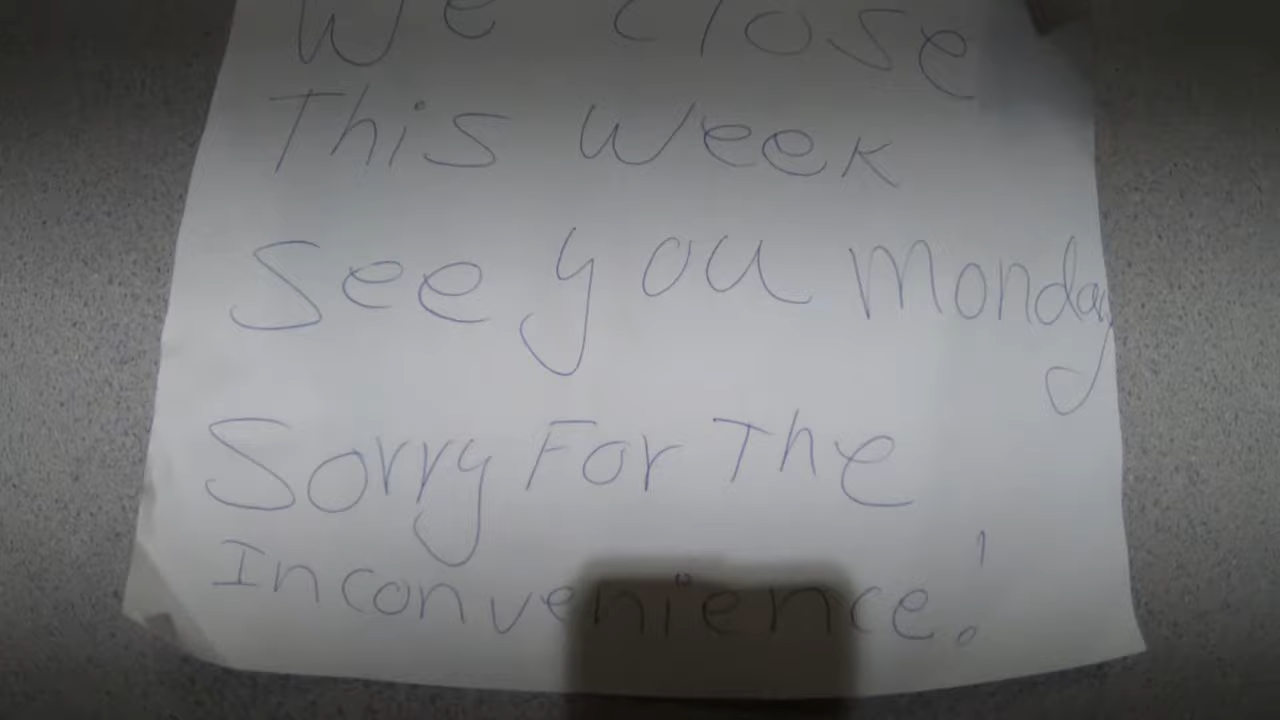 We close
This week
See you monday
Sorry For The
Inconvenience!